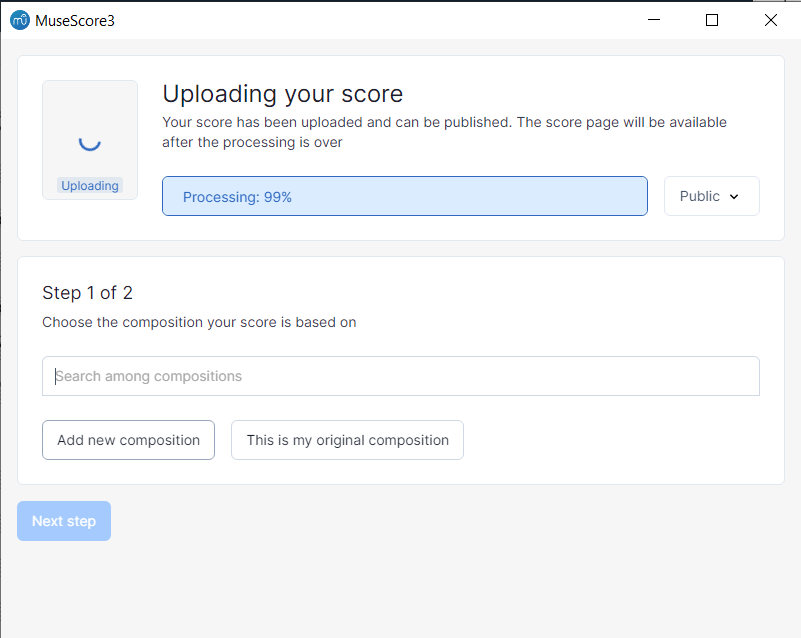 MuseScore3
Uploading your score
Your score has been uploaded and can be published. The score page will be available
after the processing is over
Uploading
Processing: 99%
Public
Step 1 of 2
Choose the composition your score is based on
Search among compositions
Add new composition
This is my original composition
Next step